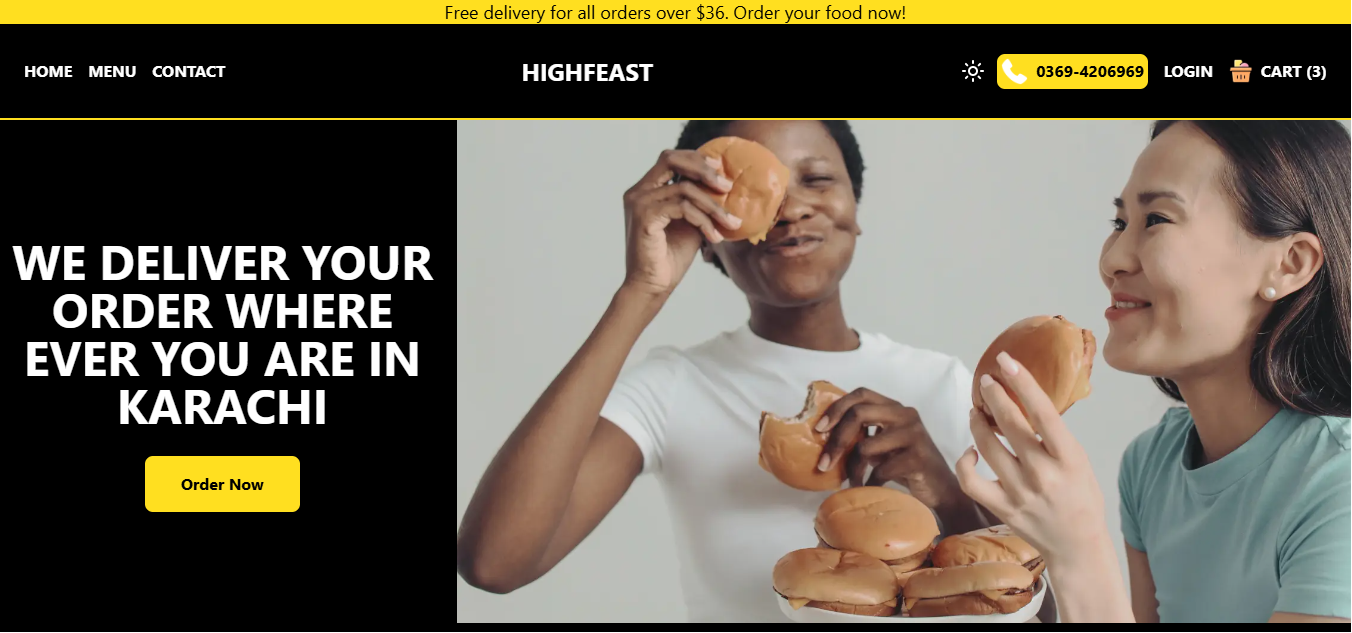 Free delivery for all orders over $36. Order your food now!
HOME MENU CONTACT HIGHFEAST 0369-4206969 LOGIN CART (3)
WE DELIVER YOUR
ORDER WHERE
EVER YOU ARE IN
KARACHI
Order Now